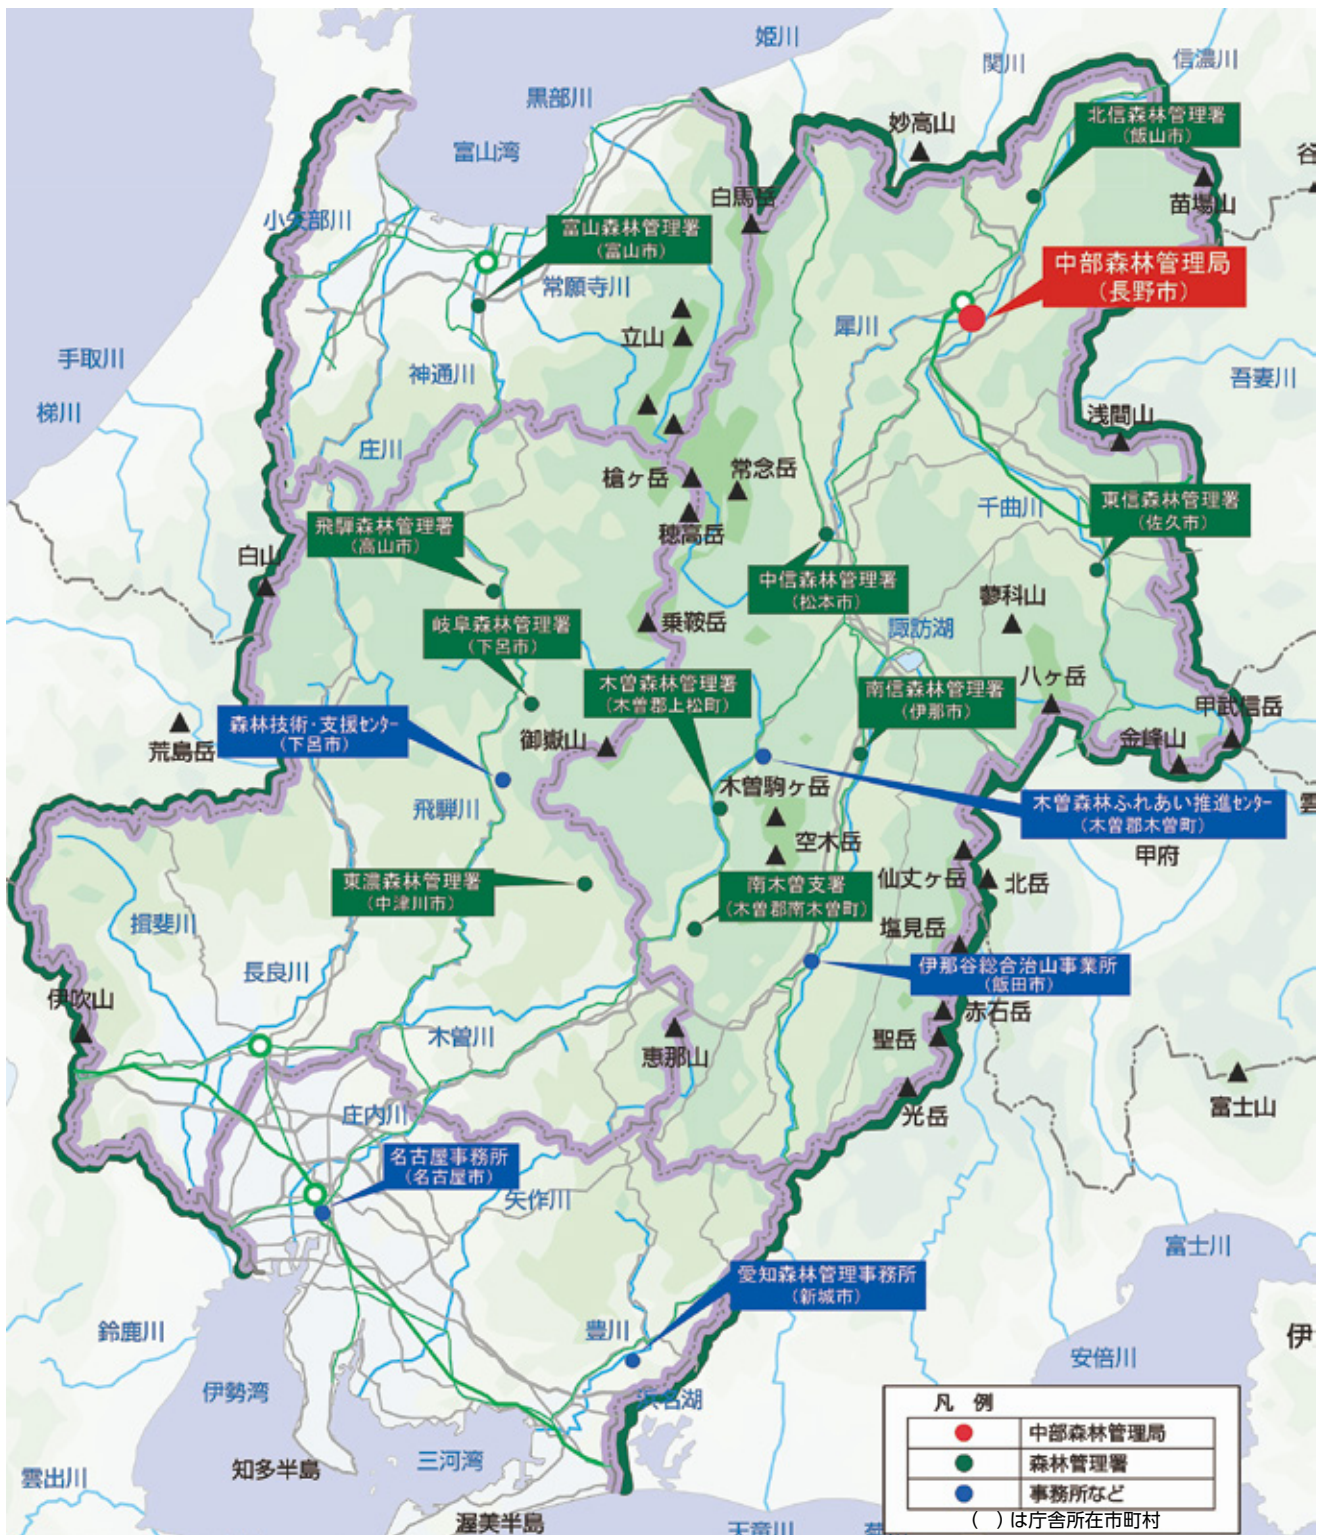 姫川
関川
信濃川
黒部川
北信森林管理署
（飯山市）
妙高山
富山湾
白馬岳
苗場山
小矢部川
富山森林管理署
（富山市）
中部森林管理局
（長野市）
常願寺川
犀川
立山
手取川
神通川
吾妻川
梯川
浅間山
庄川
槍ヶ岳
常念岳
千曲川
東信森林管理署
（佐久市）
飛騨森林管理署
（高山市）
穂高岳
白山
中信森林管理署
（松本市）
蓼科山
岐阜森林管理署
（下呂市）
乗鞍岳
諏訪湖
木曽森林管理署
（木曽郡上松町）
南信森林管理署
（伊那市）
八ヶ岳
甲武信岳
森林技術・支援センター
（下呂市）
荒島岳
御嶽山
金峰山
飛騨川
木曽駒ヶ岳
木曽森林ふれあい推進センター
（木曽郡木曽町）
雲
空木岳
甲府
東濃森林管理署
（中津川市）
南木曽支署
（木曽郡南木曽町）
仙丈ヶ岳
北岳
揖斐川
塩見岳
長良川
伊那谷総合治山事業所
（飯田市）
伊吹山
赤石岳
木曽川
恵那山
聖岳
庄内川
光岳
富士山
名古屋事務所
（名古屋市）
矢作川
富士川
愛知森林管理事務所
（新城市）
鈴鹿川
豊川
伊
安倍川
伊勢湾
浜名湖
凡　例
中部森林管理局
森林管理署
事務所など
（　）は庁舎所在市町村
知多半島
三河湾
雲出川
渥美半島
天竜川